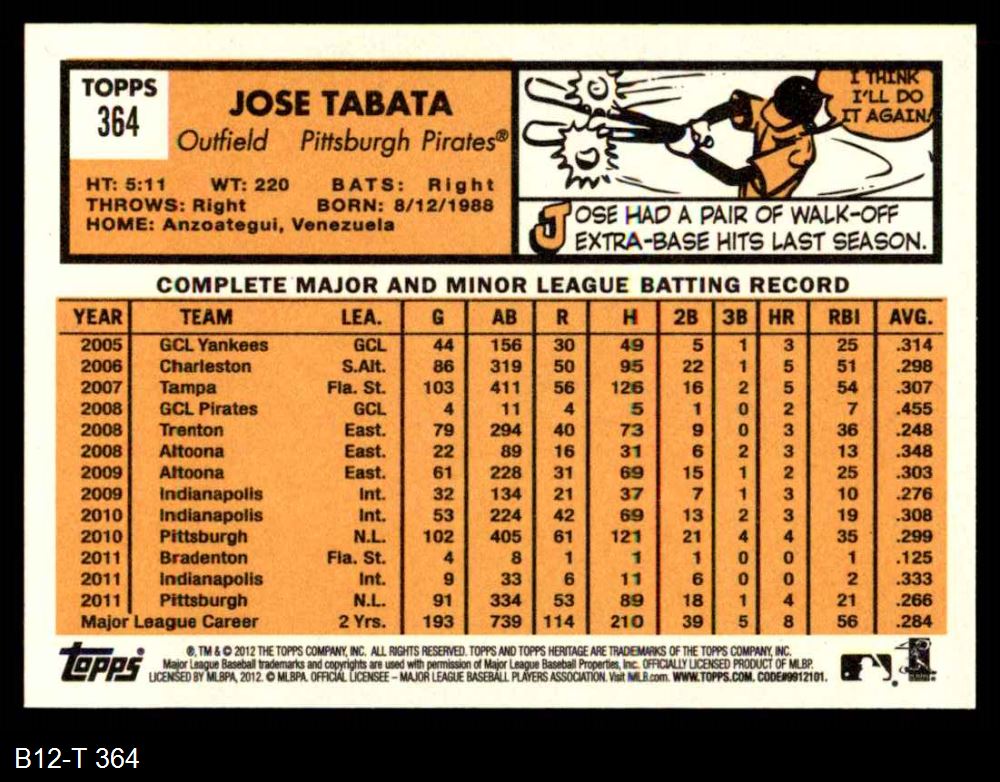 TOPPS
364
JOSE TABATA
Outfield Pittsburgh Pirates®
HT: 5:11 WT: 220 BATS: Right
THROWS: Right BORN: 8/12/1988
HOME: Anzoategui, Venezuela
I THINK
I'LL DO
IT AGAIN!
JOSE HAD A PAIR OF WALK-OFF
EXTRA-BASE HITS LAST SEASON.
COMPLETE MAJOR AND MINOR LEAGUE BATTING RECORD
YEAR TEAM LEA. G AB R H 2B 3B HR RBI AVG.
2005 GCL Yankees GCL 44 156 30 49 5 1 3 25 .314
2006 Charleston S.Alt. 86 319 50 95 22 1 5 51 .298
2007 Tampa Fla. St. 103 411 56 126 16 2 5 54 .307
2008 GCL Pirates GCL 4 11 4 5 1 0 2 7 .455
2008 Trenton East. 79 294 40 73 9 0 3 36 .248
2008 Altoona East. 22 89 16 31 6 2 3 13 .348
2009 Altoona East. 61 228 31 69 15 1 2 25 .303
2009 Indianapolis Int. 32 134 21 37 7 1 3 10 .276
2010 Indianapolis Int. 53 224 42 69 13 2 3 19 .308
2010 Pittsburgh N.L. 102 405 61 121 21 4 4 35 .299
2011 Bradenton Fla. St. 4 8 1 1 1 0 0 1 .125
2011 Indianapolis Int. 9 33 6 11 6 0 0 2 .333
2011 Pittsburgh N.L. 91 334 53 89 18 1 4 21 .266
Major League Career 2 Yrs. 193 739 114 210 39 5 8 56 .284
topps
®, TM & © 2012 THE TOPPS COMPANY, INC. ALL RIGHTS RESERVED. TOPPS AND TOPPS HERITAGE ARE TRADEMARKS OF THE TOPPS COMPANY, INC.
Major League Baseball trademarks and copyrights are used with permission of Major League Baseball Properties, Inc. OFFICIALLY LICENSED PRODUCT OF MLBP.
LICENSED BY MLBPA, 2012. © MLBPA. OFFICIAL LICENSEE – MAJOR LEAGUE BASEBALL PLAYERS ASSOCIATION. Visit MLB.com. WWW.TOPPS.COM. CODE#9912101.
B12-T 364